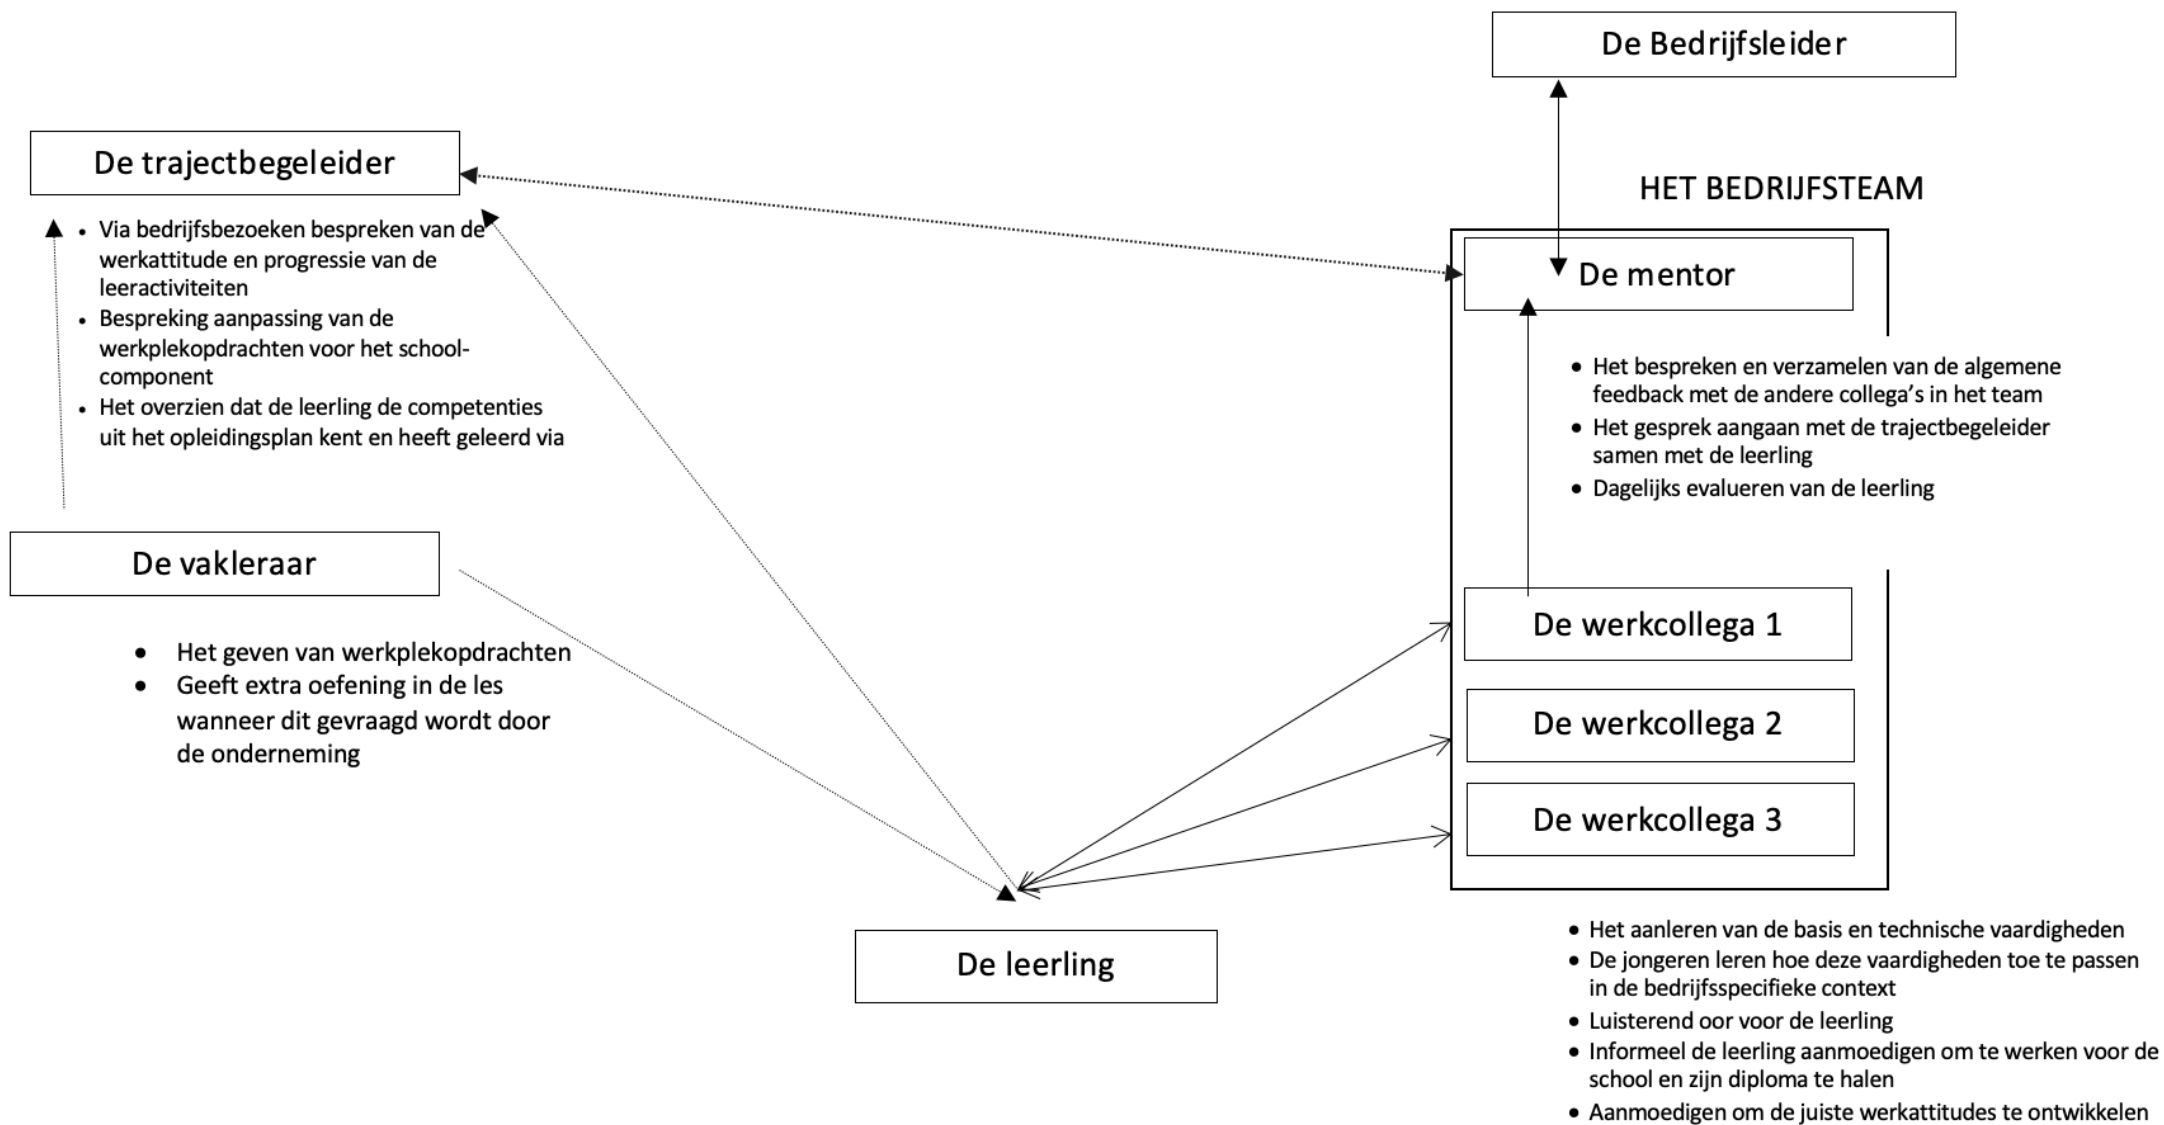 De Bedrijfsleider
De trajectbegeleider
HET BEDRIJFSTEAM
• Via bedrijfsbezoeken bespreken van de
werkattitude en progressie van de
leeractiviteiten
• Bespreking aanpassing van de
werkplekopdrachten voor het school-
component
• Het overzien dat de leerling de competenties
uit het opleidingsplan kent en heeft geleerd via
De mentor
• Het bespreken en verzamelen van de algemene
feedback met de andere collega's in het team
• Het gesprek aangaan met de trajectbegeleider
samen met de leerling
• Dagelijks evalueren van de leerling
De vakleraar
• Het geven van werkplekopdrachten
• Geeft extra oefening in de les
wanneer dit gevraagd wordt door
de onderneming
De werkcollega 1
De werkcollega 2
De werkcollega 3
De leerling
• Het aanleren van de basis en technische vaardigheden
• De jongeren leren hoe deze vaardigheden toe te passen
in de bedrijfsspecifieke context
• Luisterend oor voor de leerling
• Informeel de leerling aanmoedigen om te werken voor de
school en zijn diploma te halen
• Aanmoedigen om de juiste werkattitudes te ontwikkelen